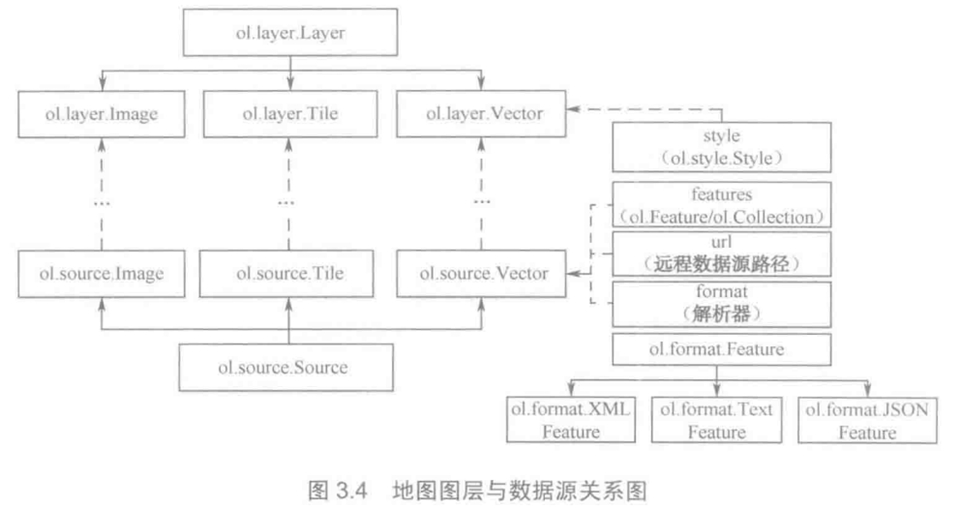 ol.layer.Layer
ol.layer.Image
ol.layer.Tile
ol.layer.Vector
style
（ol.style.Style）
...
...
...
features
（ol.Feature/ol.Collection）
url
（远程数据源路径）
ol.source.Image
ol.source.Tile
ol.source.Vector
format
（解析器）
ol.format.Feature
ol.source.Source
ol.format.XML
Feature
ol.format.Text
Feature
ol.format.JSON
Feature
图 3.4 地图图层与数据源关系图